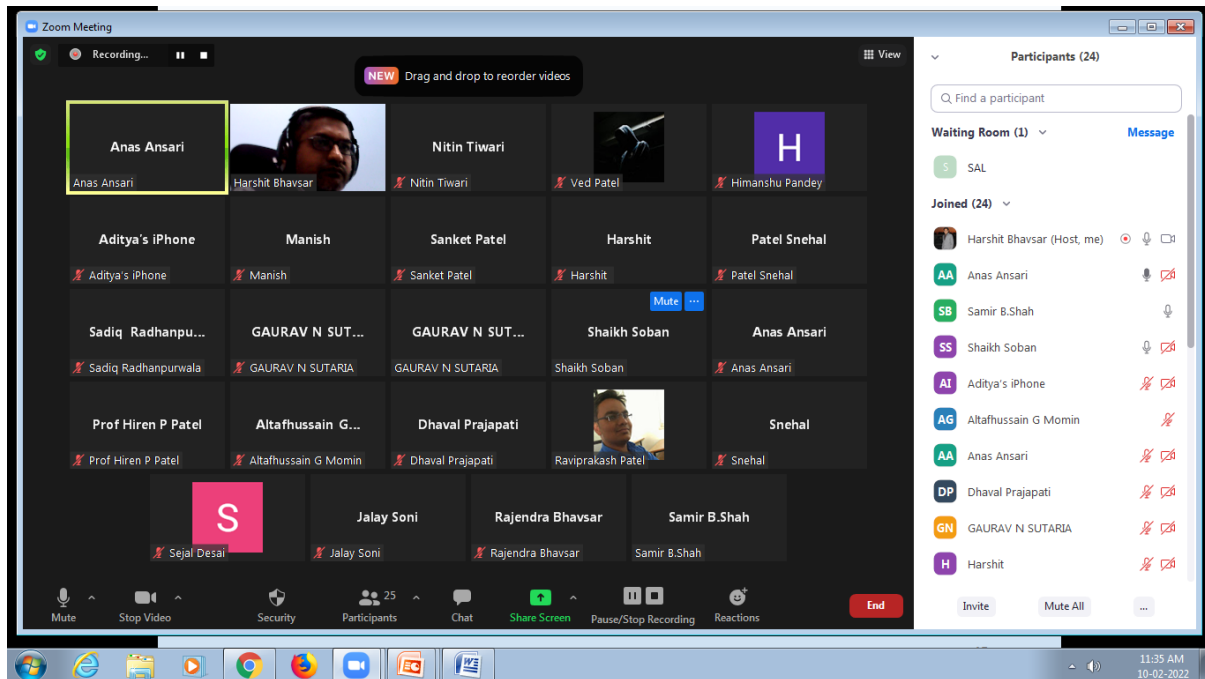 Zoom Meeting
Recording...
View
NEW Drag and drop to reorder videos
Anas Ansari
Anas Ansari
Harshit Bhavsar
Nitin Tiwari
Nitin Tiwari
Ved Patel
H
Himanshu Pandey
Aditya's iPhone
Aditya's iPhone
Manish
Manish
Sanket Patel
Sanket Patel
Harshit
Harshit
Patel Snehal
Patel Snehal
Sadiq Radhanpu...
Sadiq Radhanpurwala
GAURAV N SUT...
GAURAV N SUTARIA
GAURAV N SUT...
GAURAV N SUTARIA
Mute ...
Shaikh Soban
Shaikh Soban
Anas Ansari
Anas Ansari
Prof Hiren P Patel
Prof Hiren P Patel
Altafhussain G...
Altafhussain G Momin
Dhaval Prajapati
Dhaval Prajapati
Raviprakash Patel
Snehal
Snehal
S
Sejal Desai
Jalay Soni
Jalay Soni
Rajendra Bhavsar
Rajendra Bhavsar
Samir B.Shah
Samir B.Shah
Mute
Stop Video
Security
25
Participants
Chat
Share Screen
Pause/Stop Recording
Reactions
End
Participants (24)
Find a participant
Waiting Room (1)
Message
S SAL
Joined (24)
Harshit Bhavsar (Host, me)
AA Anas Ansari
SB Samir B.Shah
SS Shaikh Soban
AI Aditya's iPhone
AG Altafhussain G Momin
AA Anas Ansari
DP Dhaval Prajapati
GN GAURAV N SUTARIA
H Harshit
Invite
Mute All
...
11:35 AM
10-02-2022